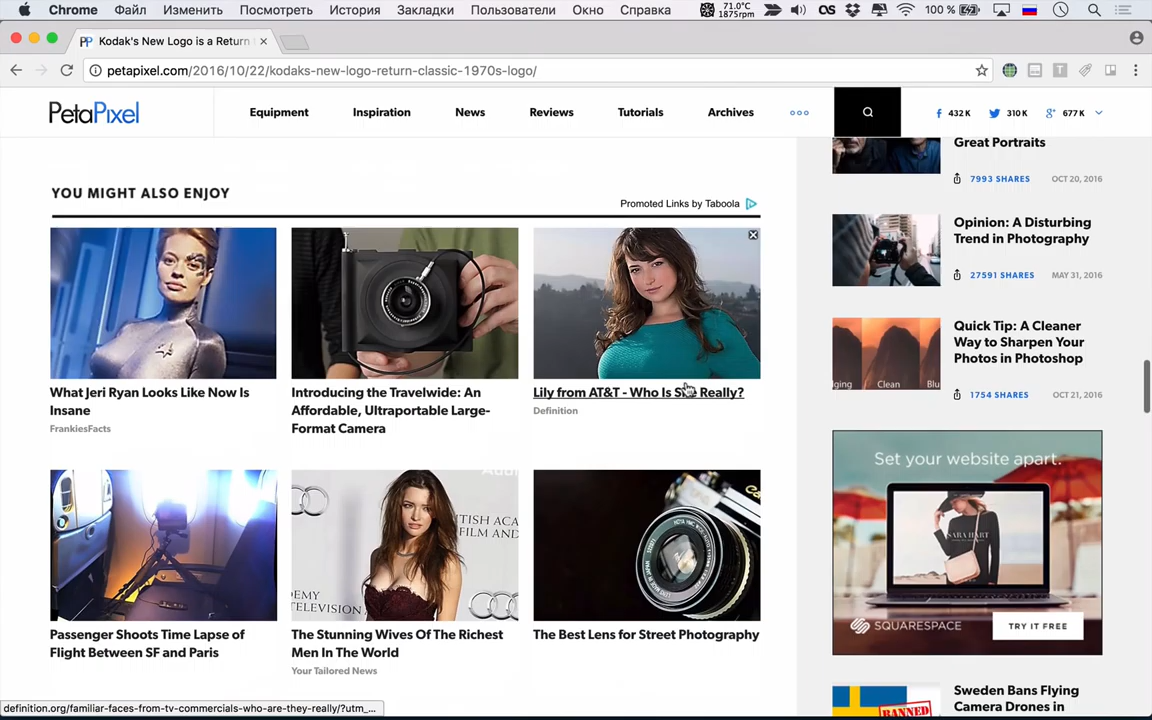 Chrome Файл Изменить Посмотреть История Закладки Пользователи Окно Справка 71.0°C 1875rpm 100 %
Kodak's New Logo is a Return
petapixel.com/2016/10/22/kodaks-new-logo-return-classic-1970s-logo/
PetaPixel Equipment Inspiration News Reviews Tutorials Archives 432K 310K 677K
YOU MIGHT ALSO ENJOY
Promoted Links by Taboola
What Jeri Ryan Looks Like Now Is
Insane
FrankiesFacts
Introducing the Travelwide: An
Affordable, Ultraportable Large-
Format Camera
Lily from AT&T - Who Is She Really?
Definition
Passenger Shoots Time Lapse of
Flight Between SF and Paris
The Stunning Wives Of The Richest
Men In The World
Your Tailored News
The Best Lens for Street Photography
Great Portraits
7993 SHARES OCT 20, 2016
Opinion: A Disturbing
Trend in Photography
27591 SHARES MAY 31, 2016
Quick Tip: A Cleaner
Way to Sharpen Your
Photos in Photoshop
1754 SHARES OCT 21, 2016
Clean
Set your website apart.
SARA HART
SQUARESPACE
TRY IT FREE
Sweden Bans Flying
Camera Drones in
BANNED
definition.org/familiar-faces-from-tv-commercials-who-are-they-really/?utm_...